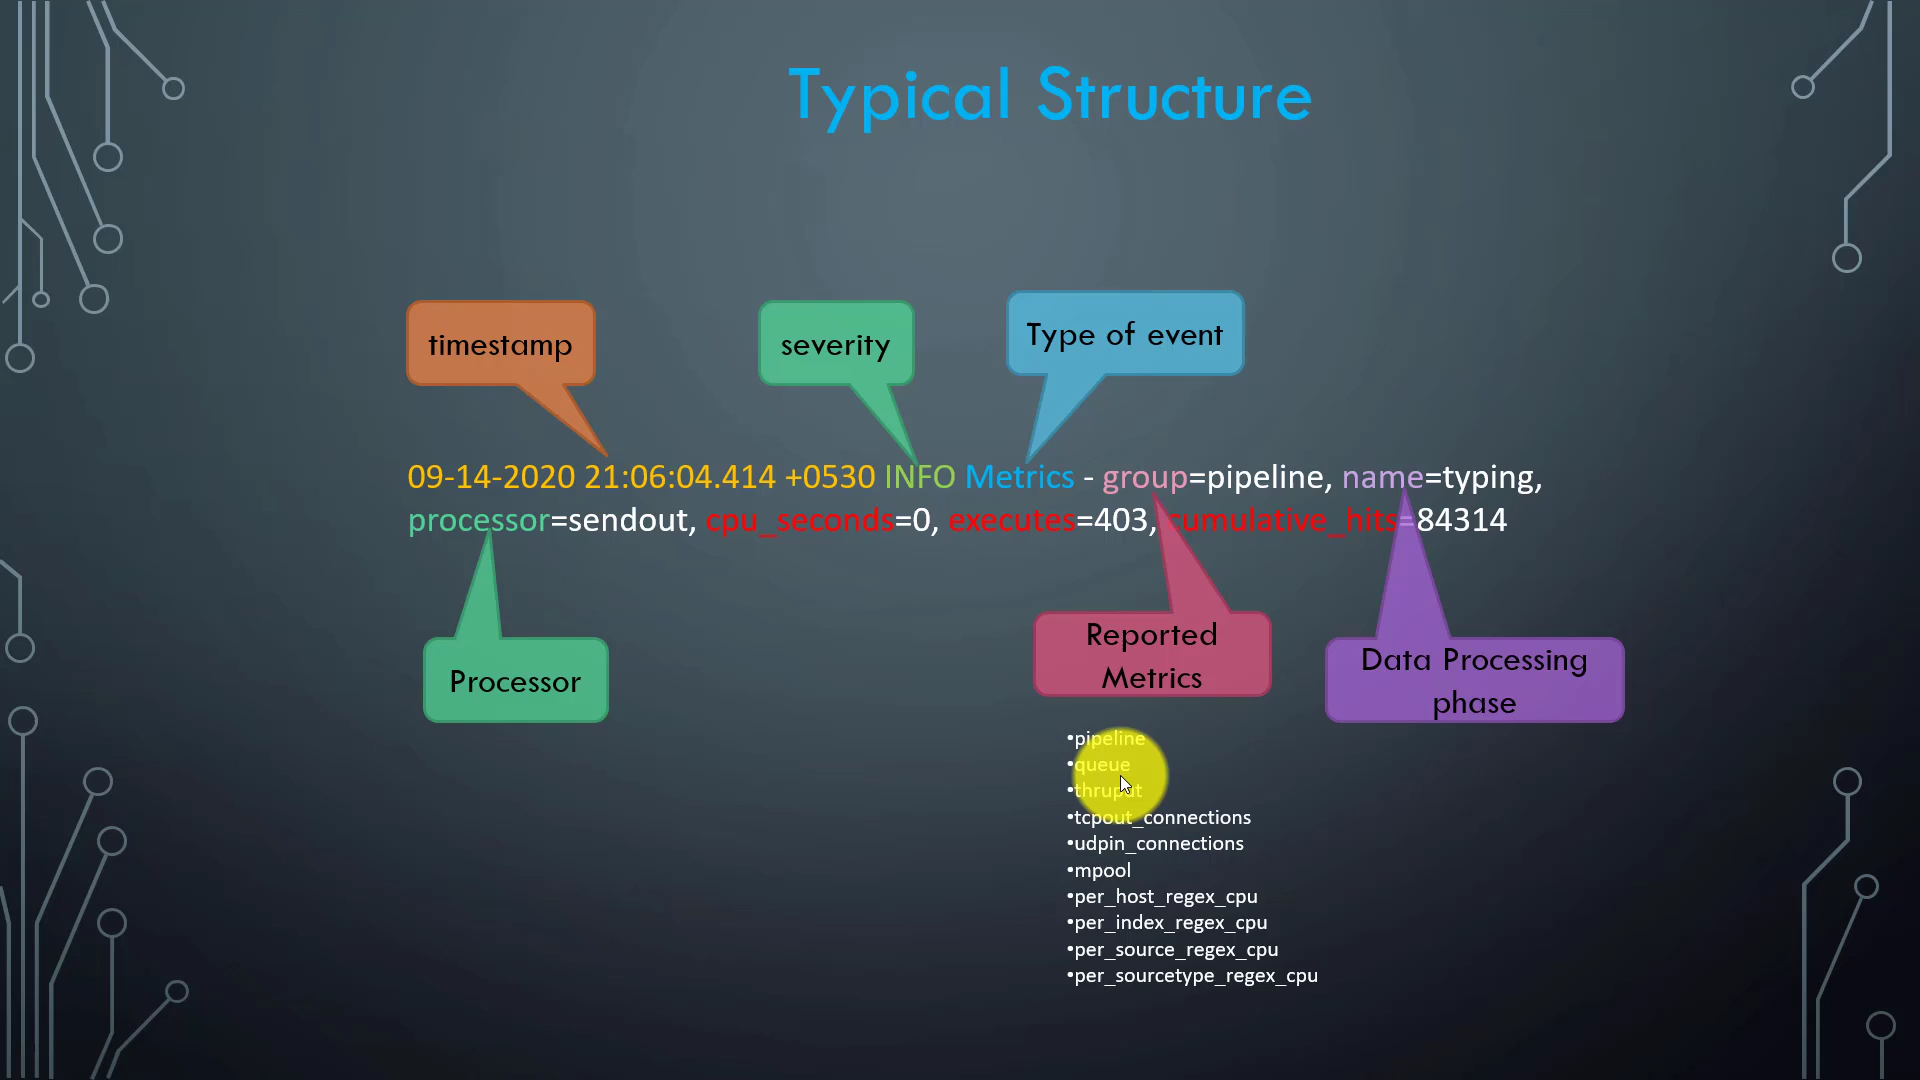 Typical Structure
timestamp
severity
Type of event
09-14-2020 21:06:04.414 +0530 INFO Metrics - group=pipeline, name=typing,
processor=sendout, cpu_seconds=0, executes=403, cumulative_hits=84314
Processor
Reported
Metrics
Data Processing
phase
•pipeline
•queue
•thruput
•tcpout_connections
•udpin_connections
•mpool
•per_host_regex_cpu
•per_index_regex_cpu
•per_source_regex_cpu
•per_sourcetype_regex_cpu